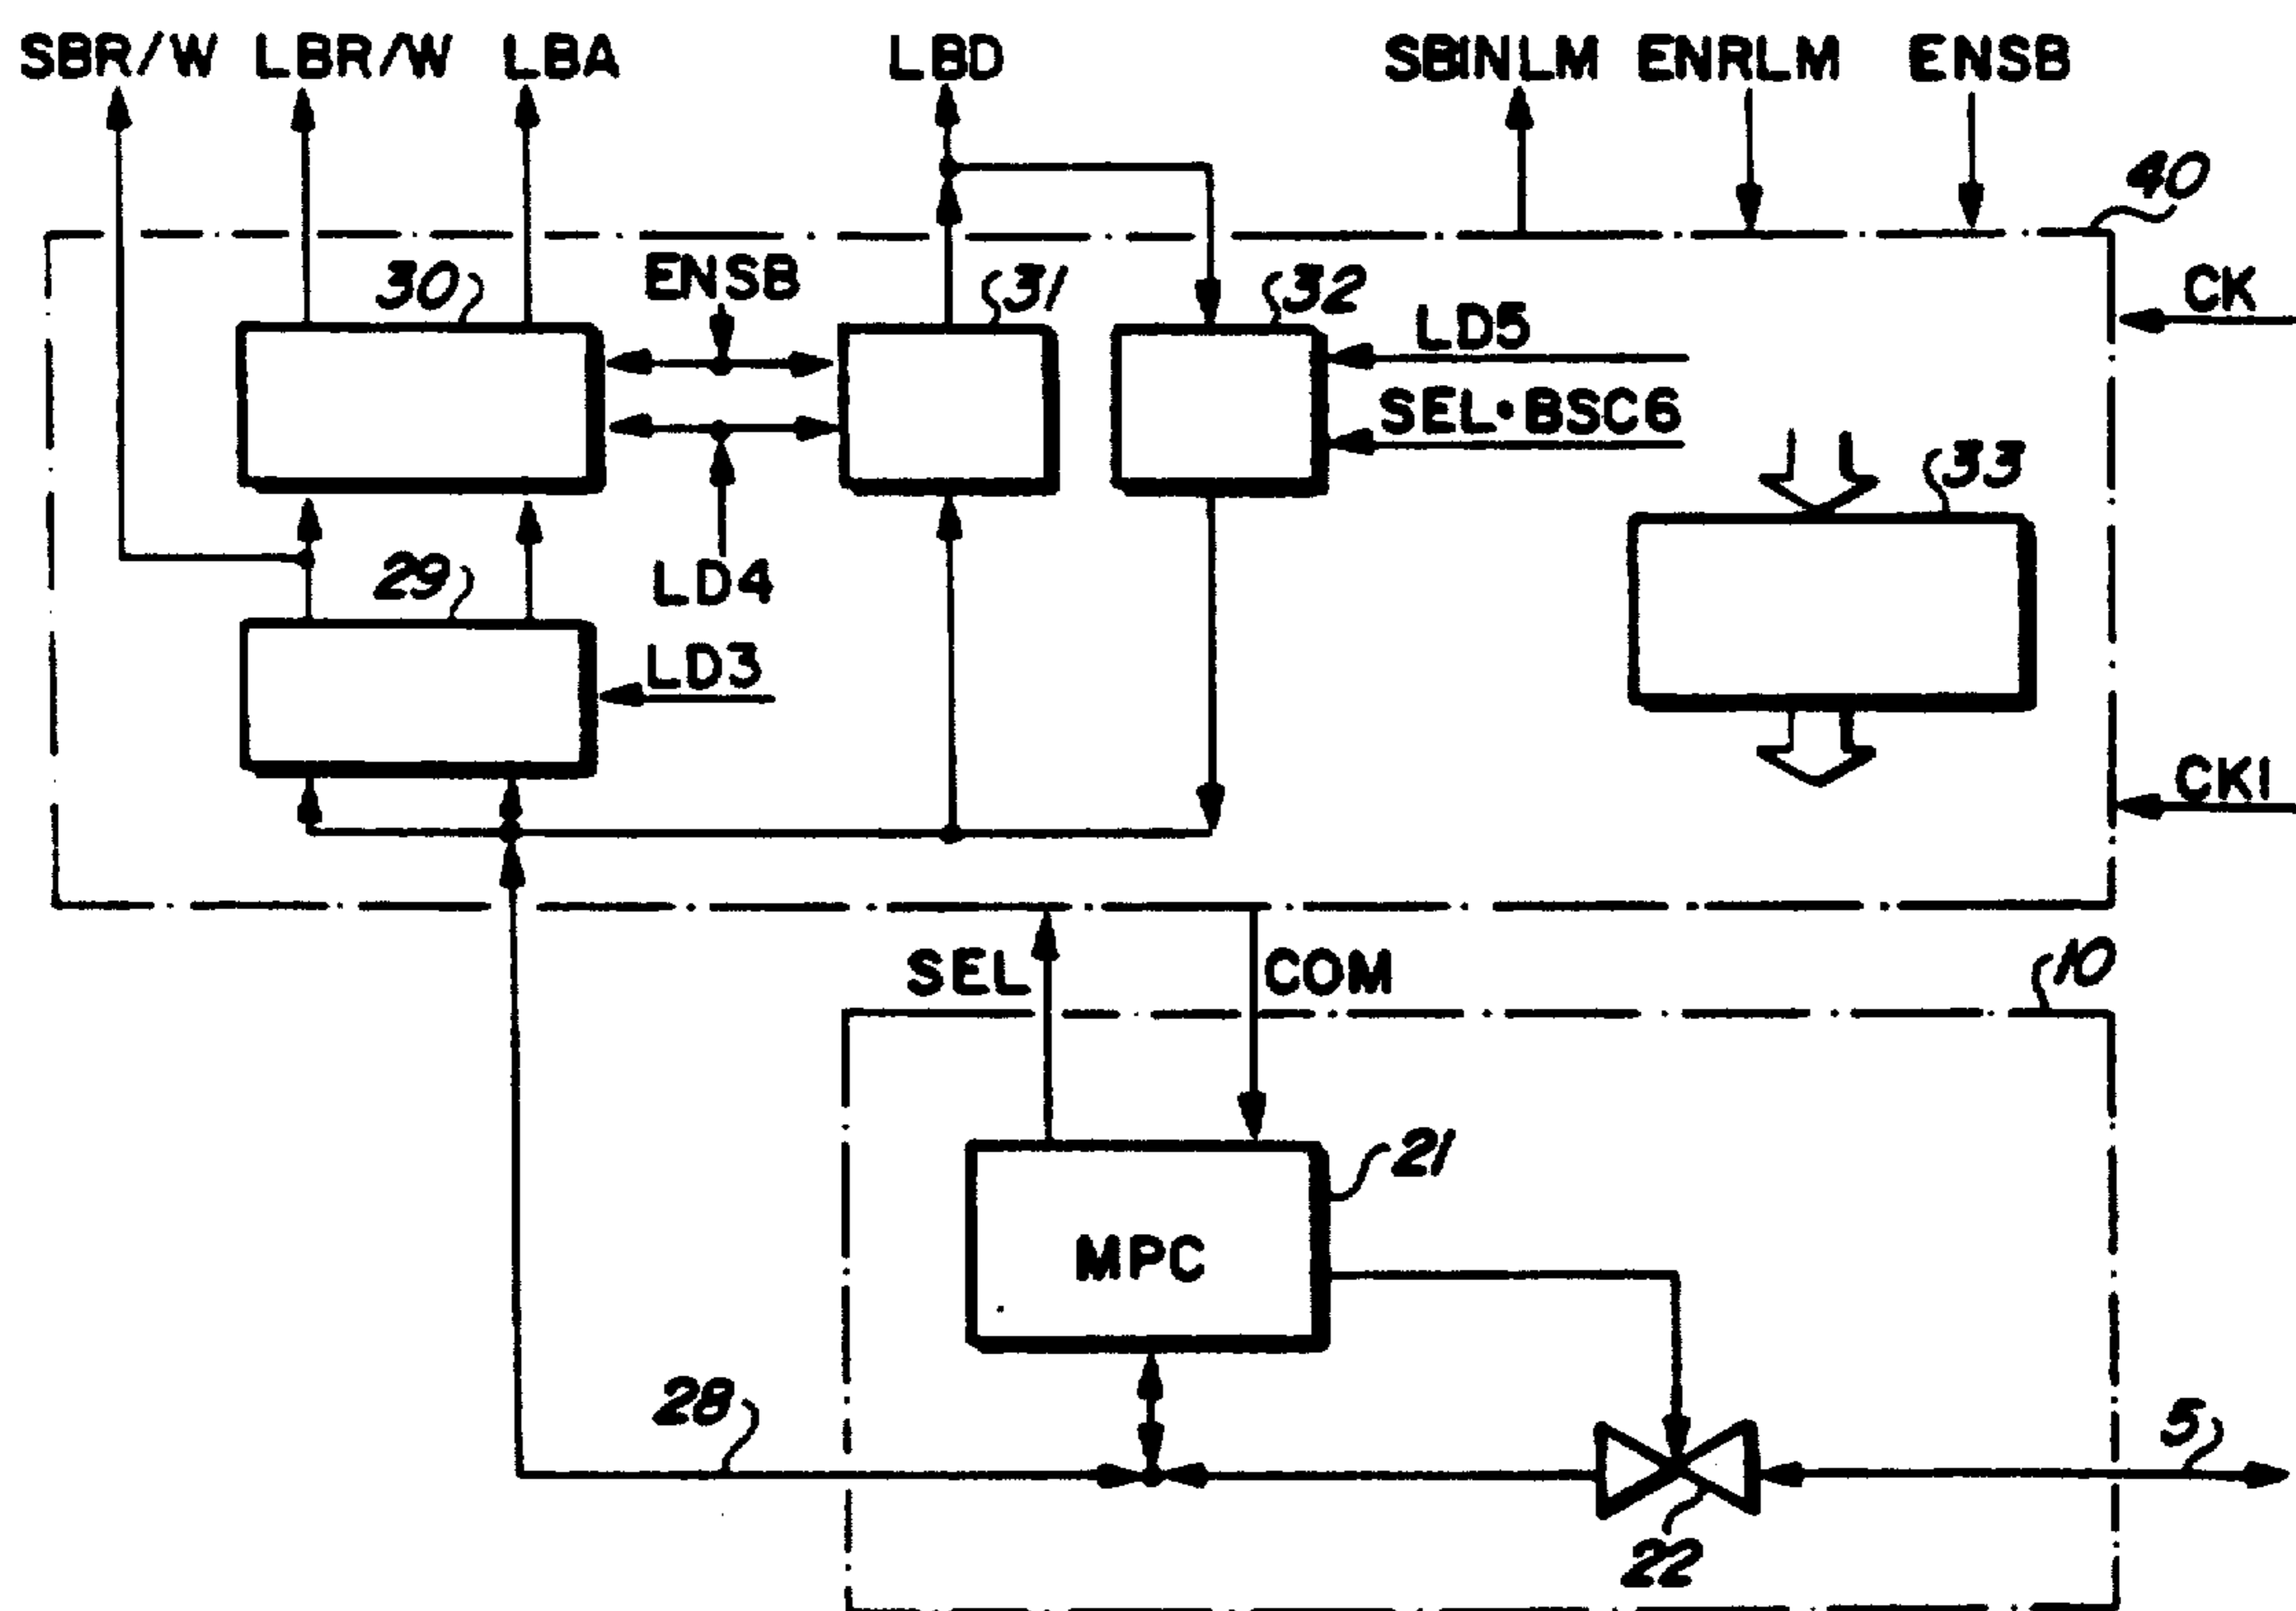 SBR/W LBR/W LBA LBD SBINLM ENRLM ENSB
40
CK
30 ENSB 31 32
LD5
SEL•BSC6
33
29 LD4
LD3
CK1
SEL COM 10
21
MPC
28 5
22